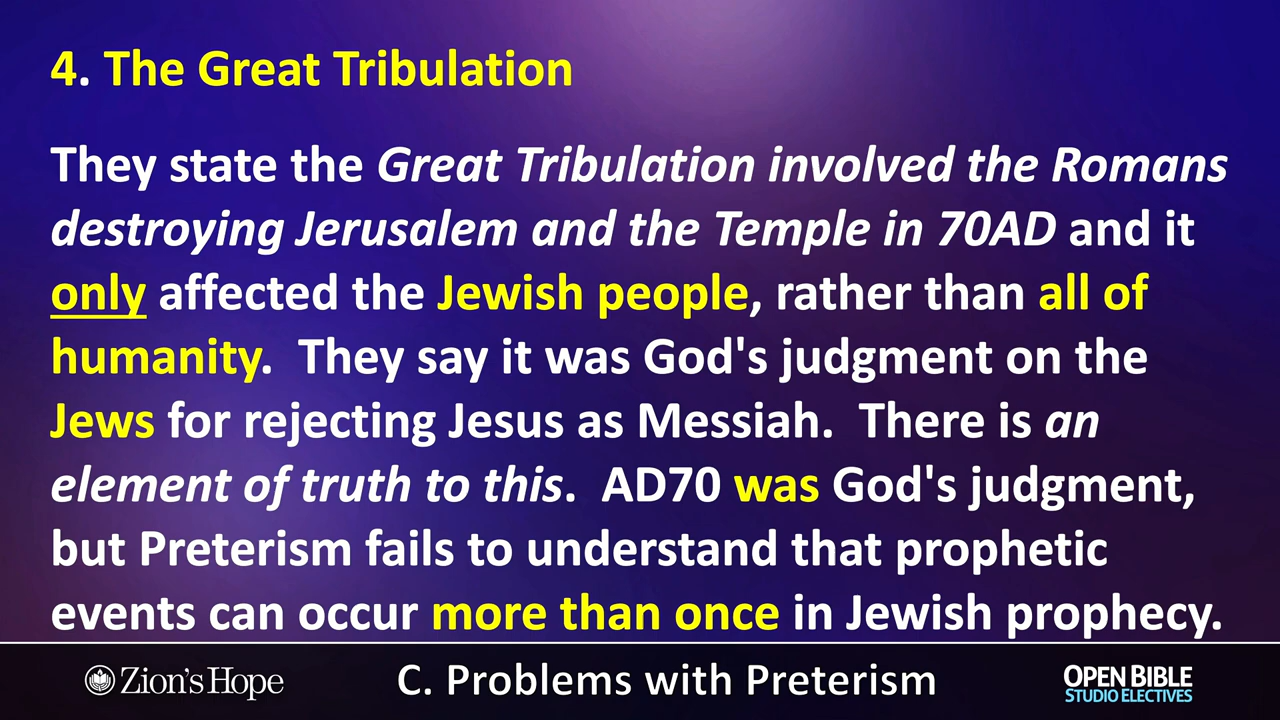 4. The Great Tribulation
They state the Great Tribulation involved the Romans
destroying Jerusalem and the Temple in 70AD and it
only affected the Jewish people, rather than all of
humanity.  They say it was God's judgment on the
Jews for rejecting Jesus as Messiah.  There is an
element of truth to this.  AD70 was God's judgment,
but Preterism fails to understand that prophetic
events can occur more than once in Jewish prophecy.
Zion's Hope
C. Problems with Preterism
OPEN BIBLE
STUDIO ELECTIVES